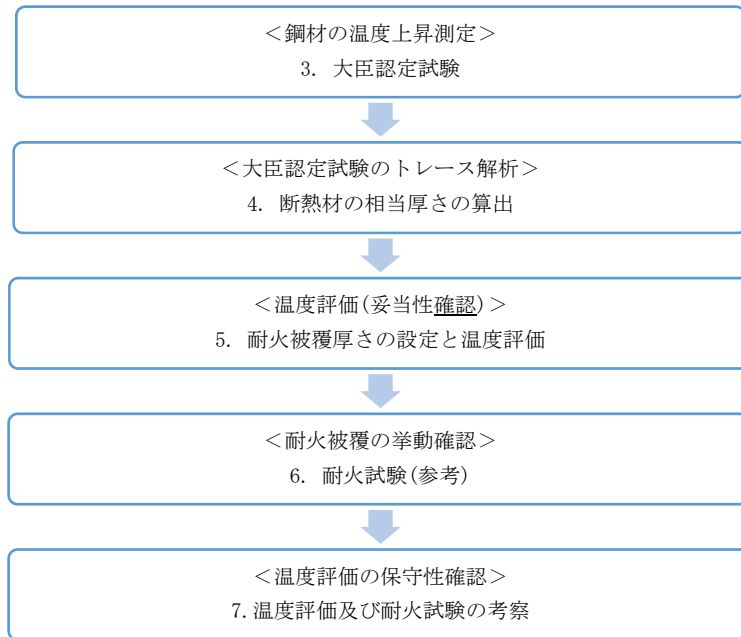 ＜鋼材の温度上昇測定＞
3. 大臣認定試験
＜大臣認定試験のトレース解析＞
4. 断熱材の相当厚さの算出
＜温度評価(妥当性確認)＞
5. 耐火被覆厚さの設定と温度評価
＜耐火被覆の挙動確認＞
6. 耐火試験(参考)
＜温度評価の保守性確認＞
7.温度評価及び耐火試験の考察